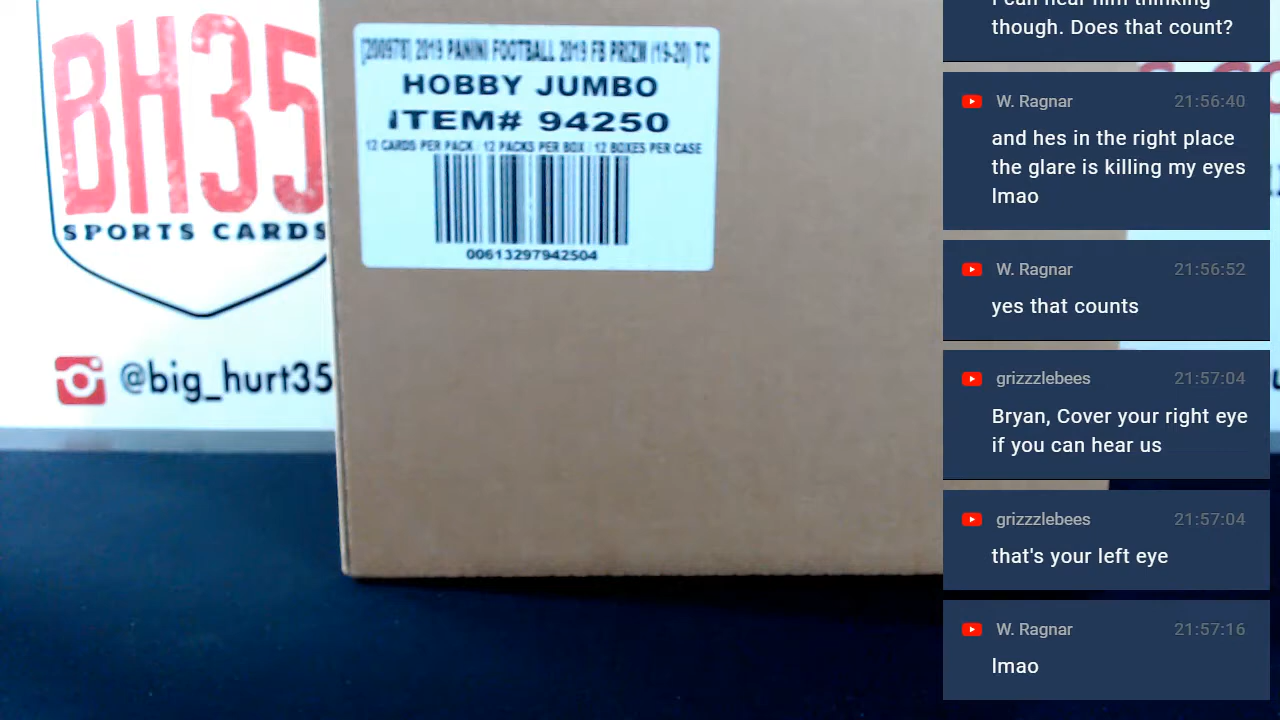 BH35
SPORTS CARDS
@big_hurt35
[200978] 2019 PANINI FOOTBALL 2019 FB PRIZM (19-20) TC
HOBBY JUMBO
ITEM# 94250
12 CARDS PER PACK / 12 PACKS PER BOX / 12 BOXES PER CASE
00613297942504
though. Does that count?
W. Ragnar 21:56:40
and hes in the right place
the glare is killing my eyes
lmao
W. Ragnar 21:56:52
yes that counts
grizzzlebees 21:57:04
Bryan, Cover your right eye
if you can hear us
grizzzlebees 21:57:04
that's your left eye
W. Ragnar 21:57:16
lmao